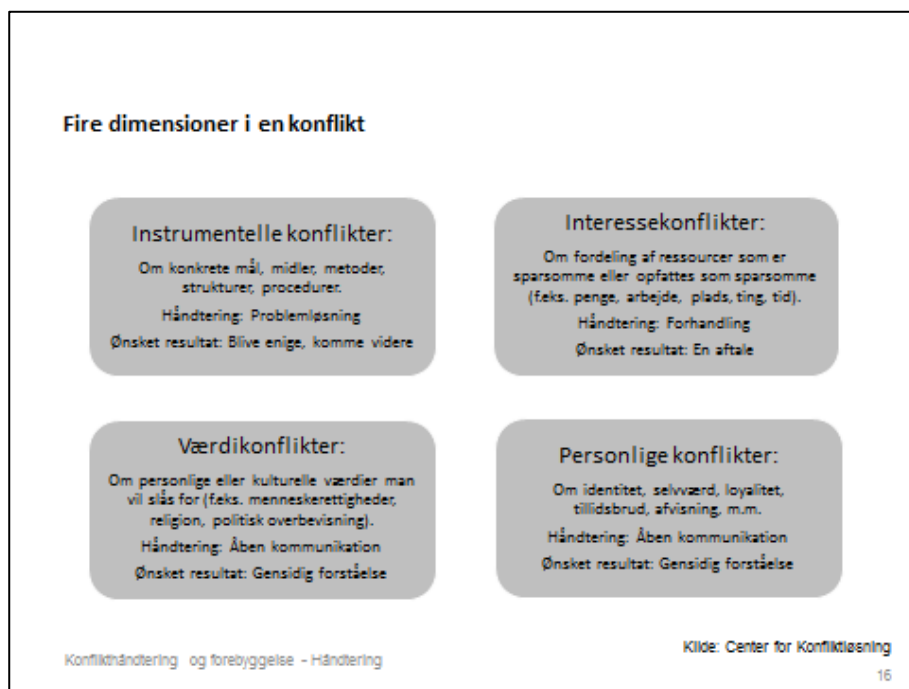 Fire dimensioner i en konflikt
Instrumentelle konflikter:
Om konkrete mål, midler, metoder,
strukturer, procedurer.
Håndtering: Problemløsning
Ønsket resultat: Blive enige, komme videre
Interessekonflikter:
Om fordeling af ressourcer som er
sparsomme eller opfattes som sparsomme
(f.eks. penge, arbejde, plads, ting, tid).
Håndtering: Forhandling
Ønsket resultat: En aftale
Værdikonflikter:
Om personlige eller kulturelle værdier man
vil slås for (f.eks. menneskerettigheder,
religion, politisk overbevisning).
Håndtering: Åben kommunikation
Ønsket resultat: Gensidig forståelse
Personlige konflikter:
Om identitet, selvværd, loyalitet,
tillidsbrud, afvisning, m.m.
Håndtering: Åben kommunikation
Ønsket resultat: Gensidig forståelse
Konflikthåndtering og forebyggelse - Håndtering
Kilde: Center for Konfliktløsning
16